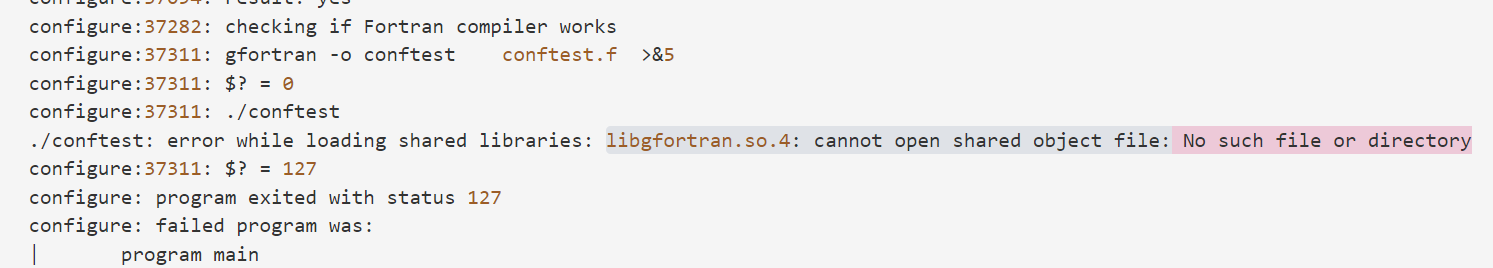 configure:37694: result: yes
configure:37282: checking if Fortran compiler works
configure:37311: gfortran -o conftest    conftest.f  >&5
configure:37311: $? = 0
configure:37311: ./conftest
./conftest: error while loading shared libraries: libgfortran.so.4: cannot open shared object file: No such file or directory
configure:37311: $? = 127
configure: program exited with status 127
configure: failed program was:
|       program main